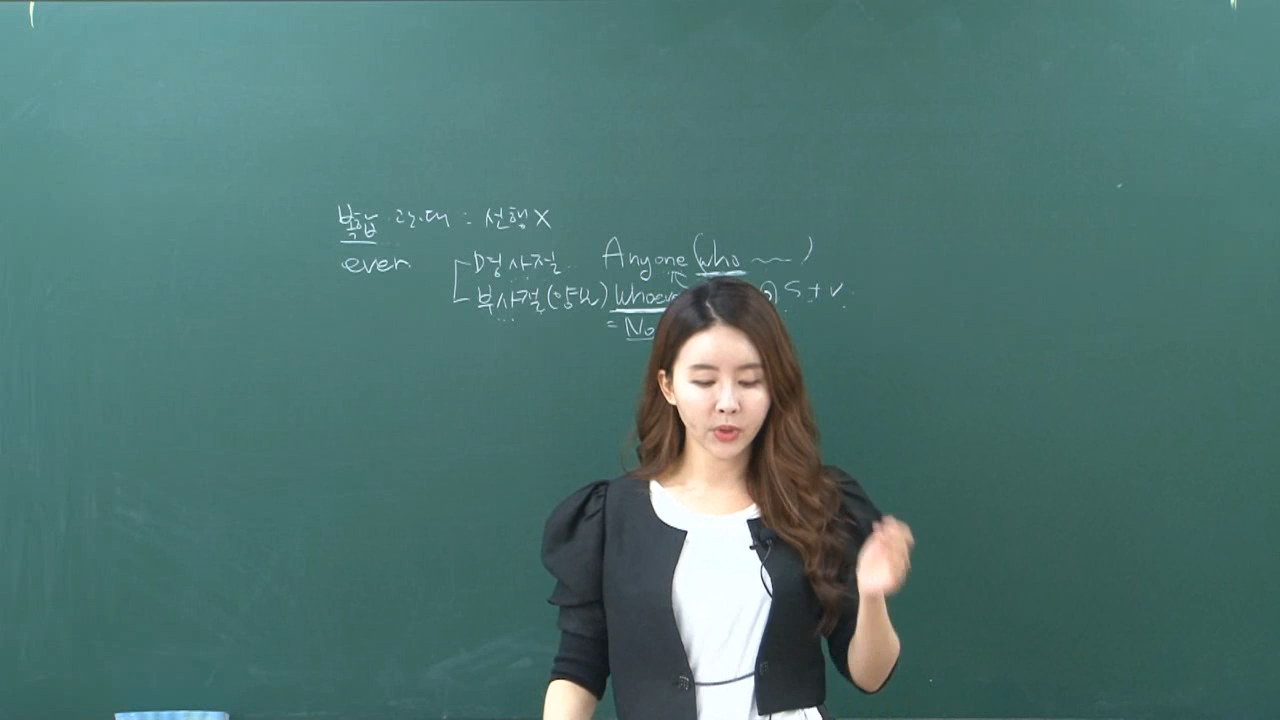 복합 관.대 : 선행X
ever
명사절 Anyone (who ~~)
부사절(양보) Whoever S + v
= No